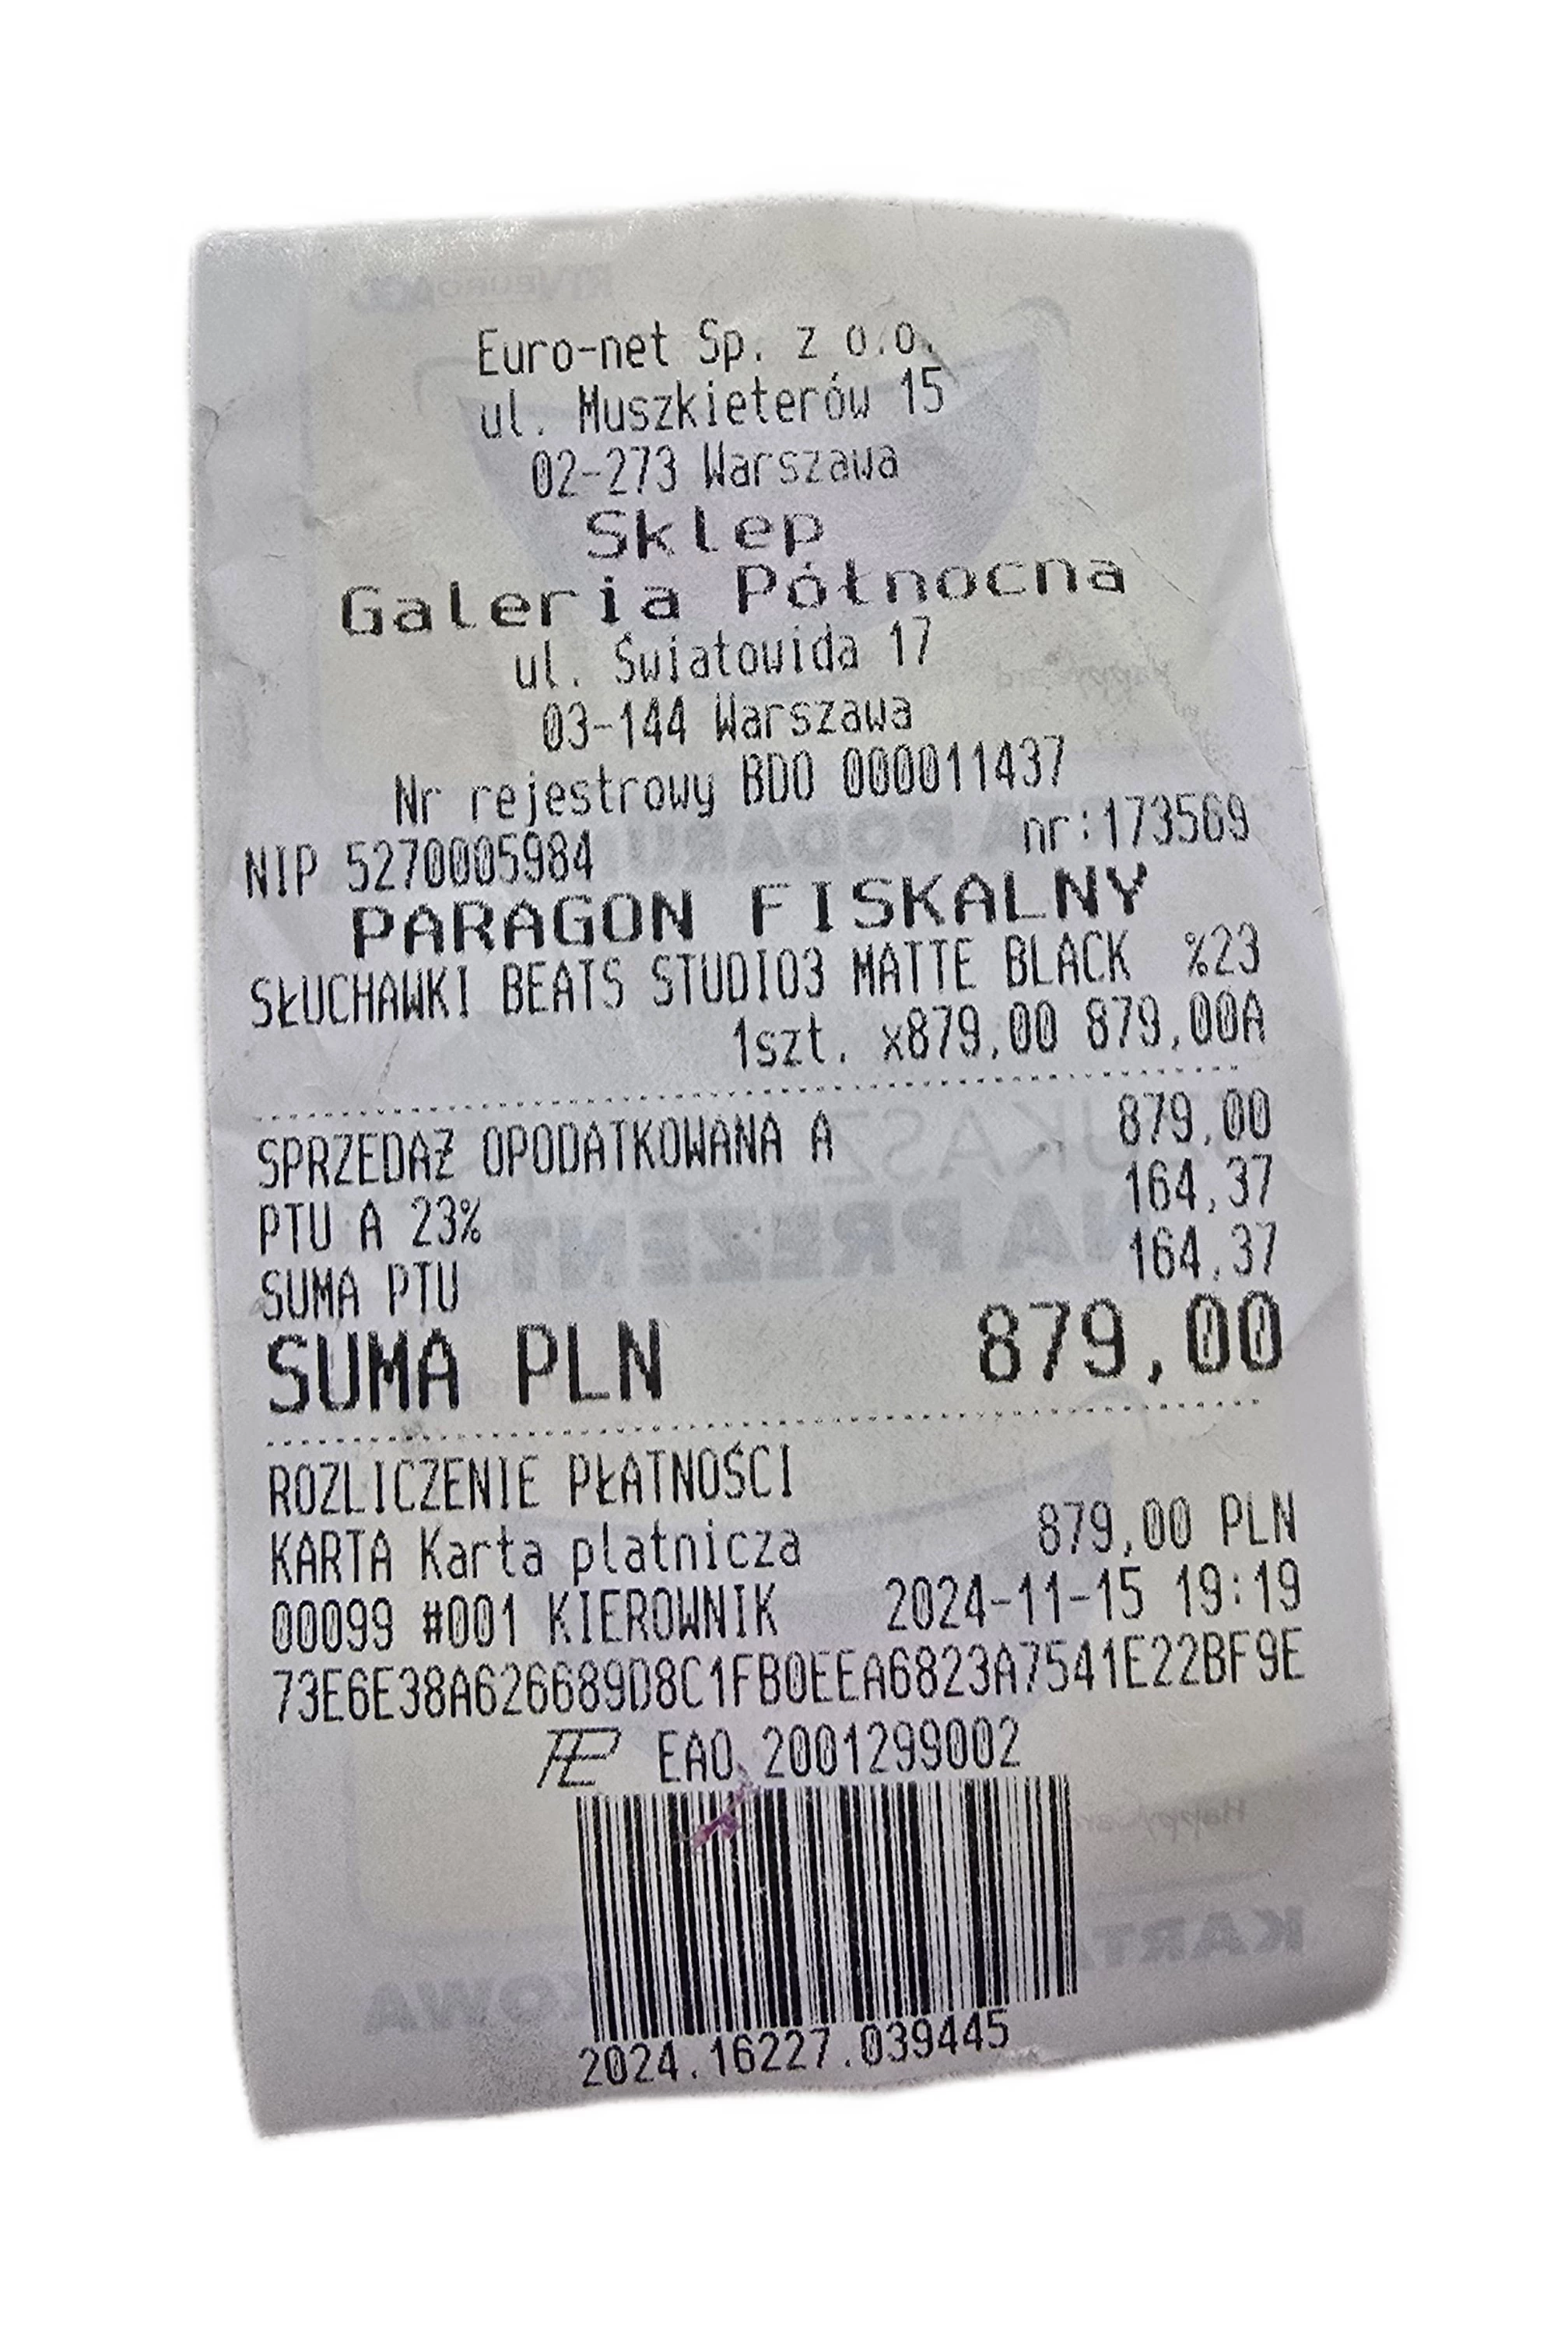 Euro-net Sp. z o.o.
ul. Muszkieterów 15
02-273 Warszawa
Sklep
Galeria Północna
ul. Światowida 17
03-144 Warszawa
Nr rejestrowy BDO 000011437
NIP 5270005984 nr:173569
PARAGON FISKALNY
SŁUCHAWKI BEATS STUDIO3 MATTE BLACK %23
1szt. x879,00 879,00A
SPRZEDAŻ OPODATKOWANA A 879,00
PTU A 23% 164,37
SUMA PTU 164,37
SUMA PLN 879,00
ROZLICZENIE PŁATNOŚCI
KARTA Karta platnicza 879,00 PLN
00099 #001 KIEROWNIK 2024-11-15 19:19
73E6E38A626689D8C1FB0EEA6823A7541E22BF9E
EAO 2001299002
2024.16227.039445